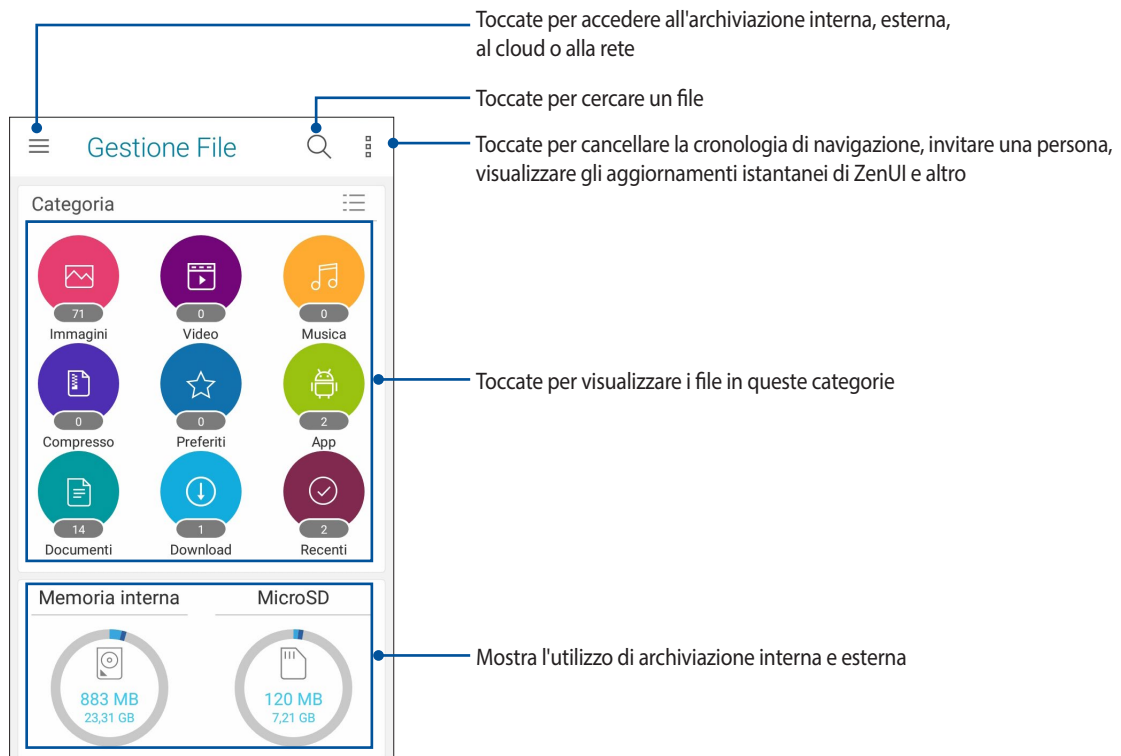 Toccate per accedere all'archiviazione interna, esterna,
al cloud o alla rete
Toccate per cercare un file
Gestione File
Toccate per cancellare la cronologia di navigazione, invitare una persona,
visualizzare gli aggiornamenti istantanei di ZenUI e altro
Categoria
71
0
0
Immagini
Video
Musica
Toccate per visualizzare i file in queste categorie
0
0
2
Compresso
Preferiti
App
14
1
2
Documenti
Download
Recenti
Memoria interna
MicroSD
Mostra l'utilizzo di archiviazione interna e esterna
883 MB
23,31 GB
120 MB
7,21 GB